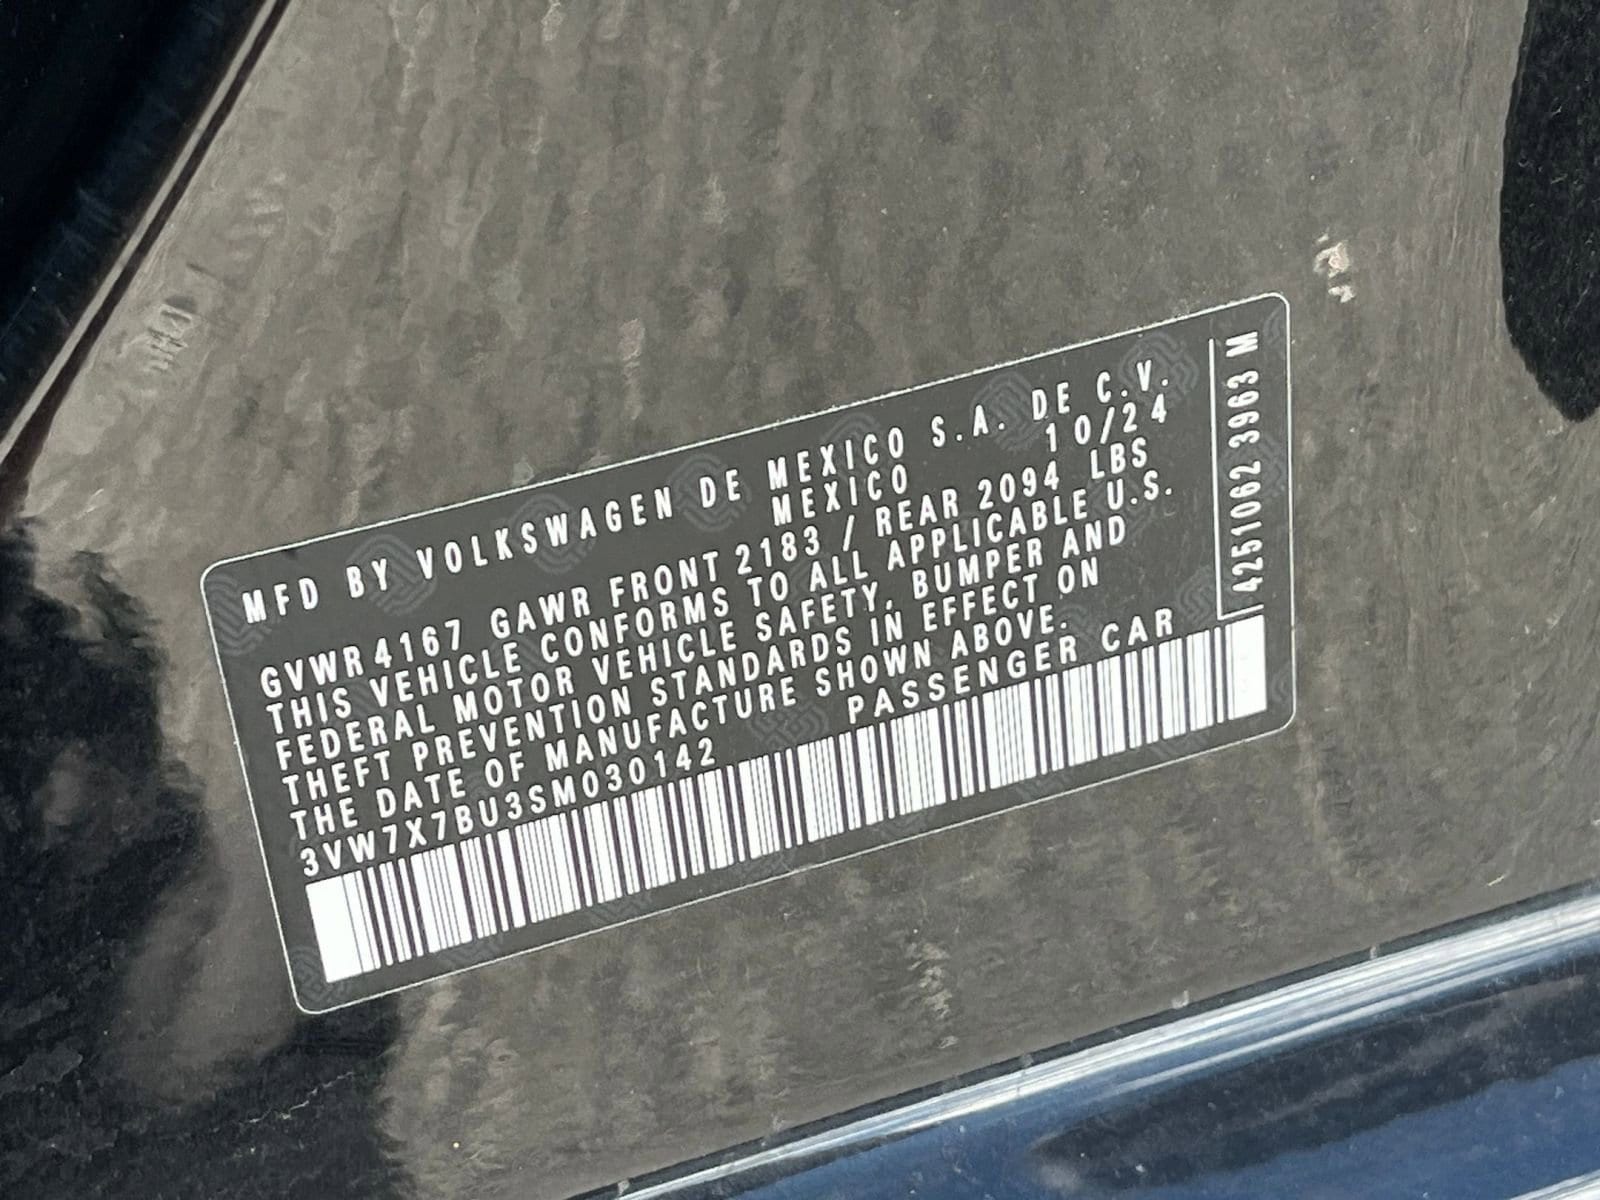 MFD BY VOLKSWAGEN DE MEXICO S.A. DE C.V.
MEXICO 10/24
GVWR 4167 GAWR FRONT 2183 / REAR 2094 LBS
THIS VEHICLE CONFORMS TO ALL APPLICABLE U.S.
FEDERAL MOTOR VEHICLE SAFETY, BUMPER AND
THEFT PREVENTION STANDARDS IN EFFECT ON
THE DATE OF MANUFACTURE SHOWN ABOVE.
3VW7X7BU3SM030142 PASSENGER CAR
4251062 3963 M